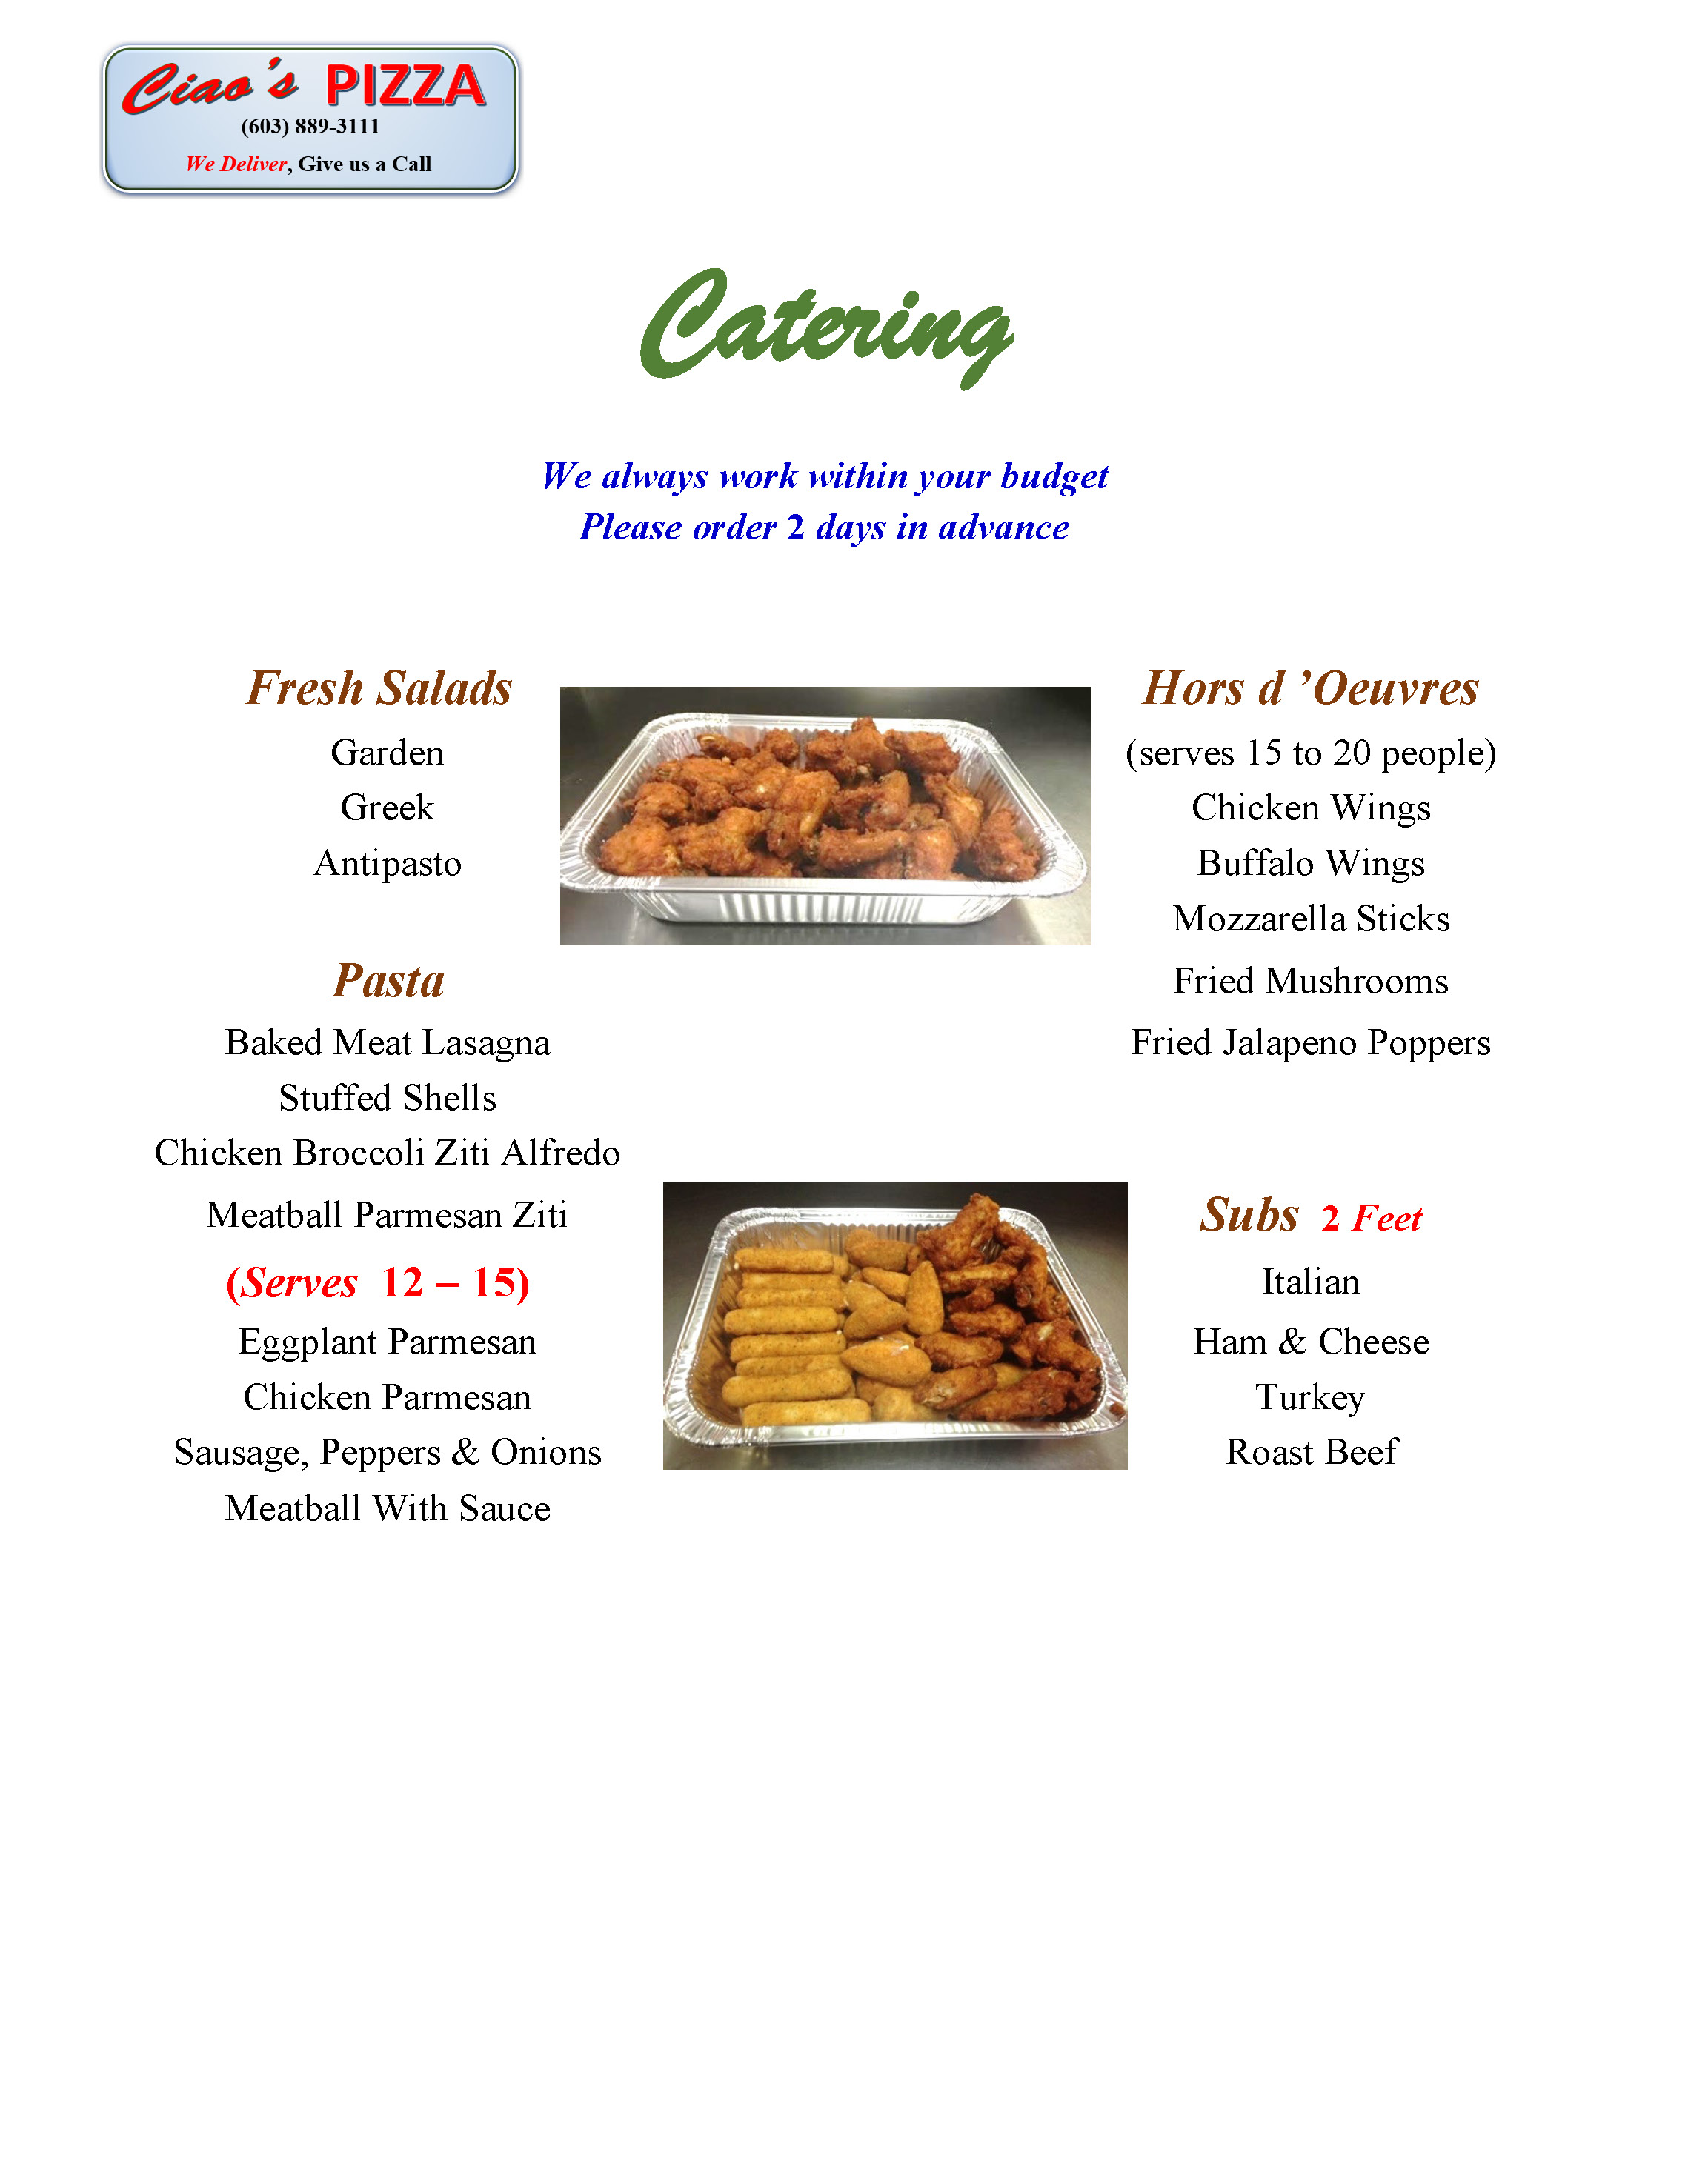 Ciao's PIZZA
(603) 889-3111
We Deliver, Give us a Call
Catering
We always work within your budget
Please order 2 days in advance
Fresh Salads
Garden
Greek
Antipasto
Pasta
Baked Meat Lasagna
Stuffed Shells
Chicken Broccoli Ziti Alfredo
Meatball Parmesan Ziti
(Serves 12 – 15)
Eggplant Parmesan
Chicken Parmesan
Sausage, Peppers & Onions
Meatball With Sauce
Hors d ’Oeuvres
(serves 15 to 20 people)
Chicken Wings
Buffalo Wings
Mozzarella Sticks
Fried Mushrooms
Fried Jalapeno Poppers
Subs 2 Feet
Italian
Ham & Cheese
Turkey
Roast Beef